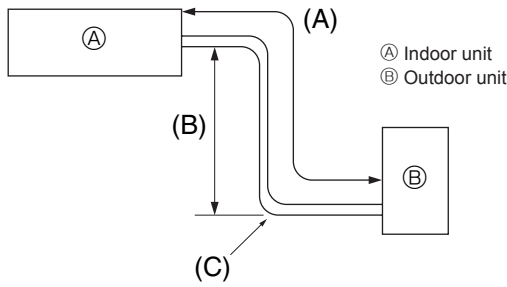 (A)
Ⓐ
Ⓐ Indoor unit
Ⓑ Outdoor unit
(B)
Ⓑ
(C)